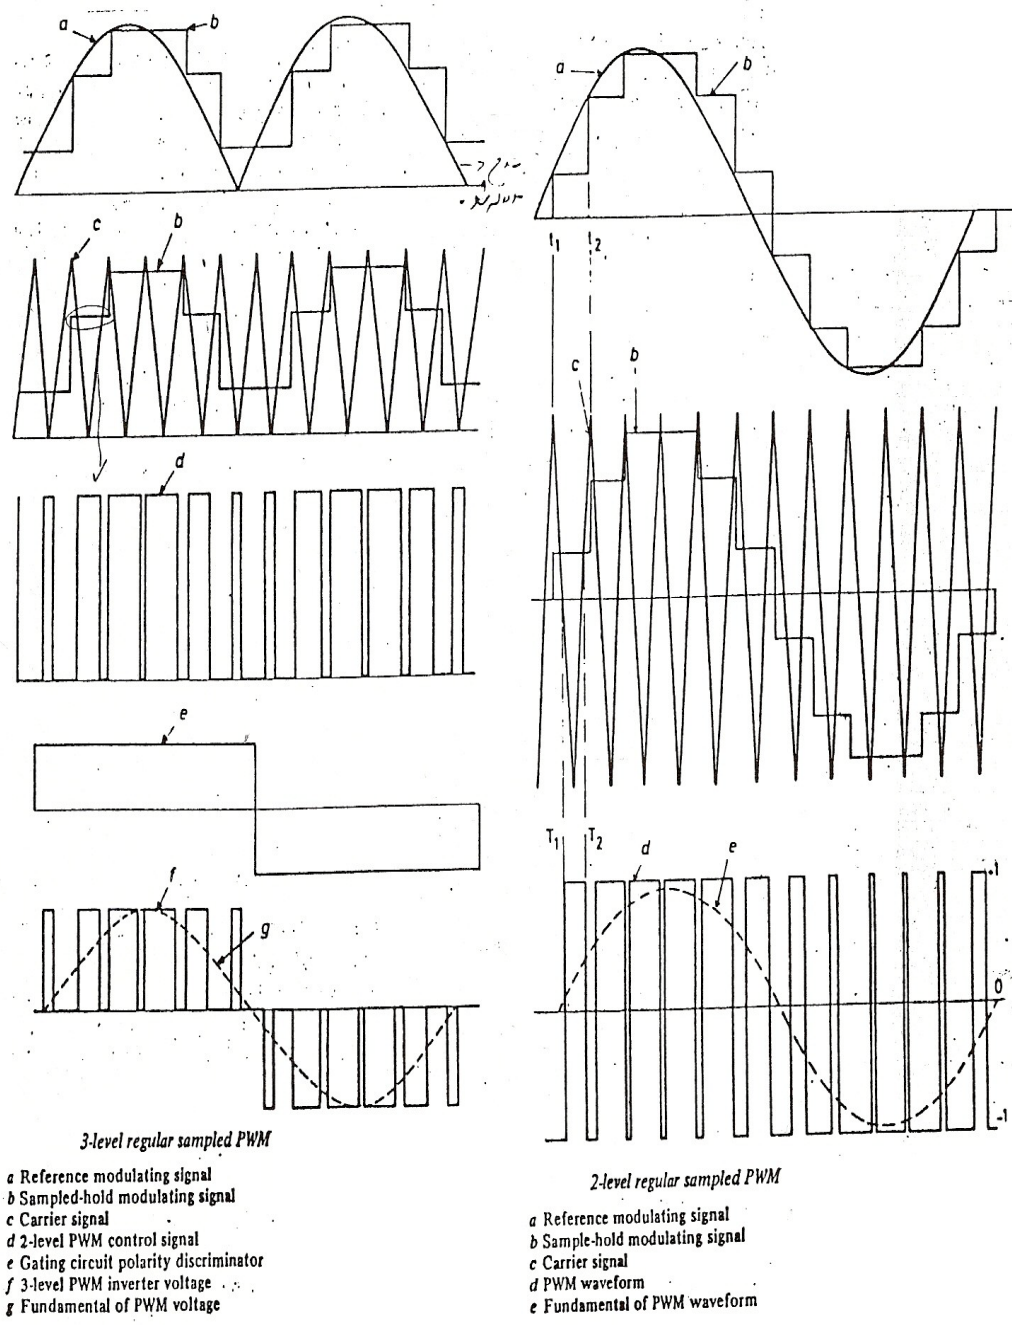 a
b
c
b
d
e
f
g
3-level regular sampled PWM
a Reference modulating signal
b Sampled-hold modulating signal
c Carrier signal
d 2-level PWM control signal
e Gating circuit polarity discriminator
f 3-level PWM inverter voltage
g Fundamental of PWM voltage
a
b
t1
t2
c
b
T1
T2
d
e
.1
0
-1
2-level regular sampled PWM
a Reference modulating signal
b Sample-hold modulating signal
c Carrier signal
d PWM waveform
e Fundamental of PWM waveform